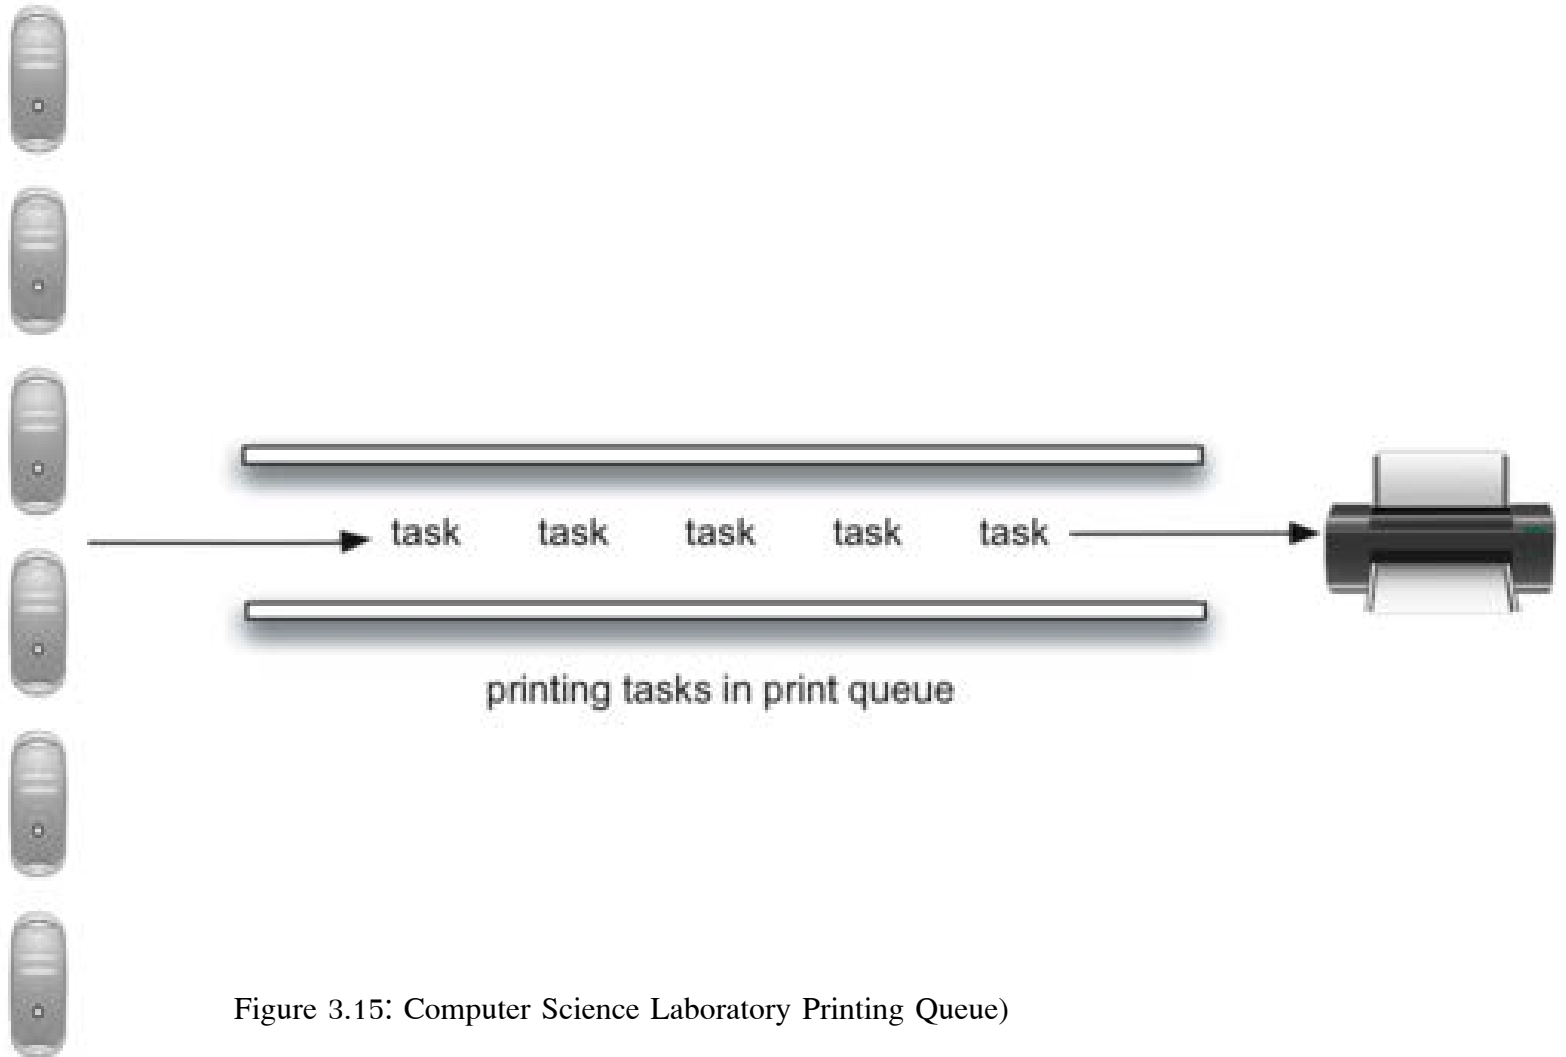 task task task task task
printing tasks in print queue
Figure 3.15: Computer Science Laboratory Printing Queue)